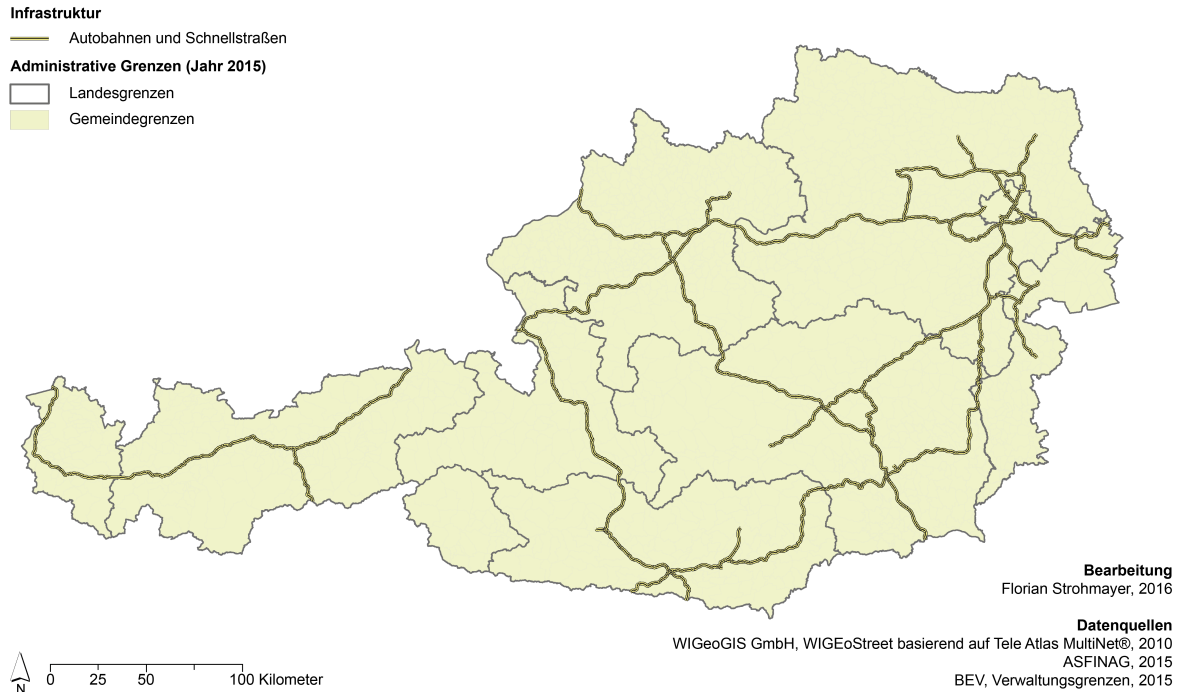 Infrastruktur
Autobahnen und Schnellstraßen
Administrative Grenzen (Jahr 2015)
Landesgrenzen
Gemeindegrenzen
Bearbeitung
Florian Strohmayer, 2016
Datenquellen
WIGeoGIS GmbH, WIGEoStreet basierend auf Tele Atlas MultiNet®, 2010
ASFINAG, 2015
BEV, Verwaltungsgrenzen, 2015
N
0 25 50 100 Kilometer